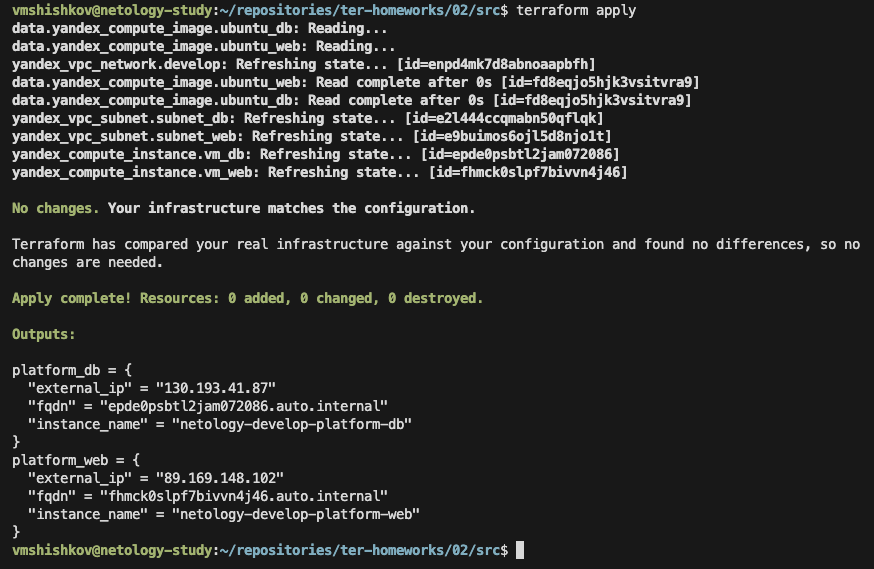 vmshishkov@netology-study:~/repositories/ter-homeworks/02/src$ terraform apply
data.yandex_compute_image.ubuntu_db: Reading...
data.yandex_compute_image.ubuntu_web: Reading...
yandex_vpc_network.develop: Refreshing state... [id=enpd4mk7d8abnoaapbfh]
data.yandex_compute_image.ubuntu_web: Read complete after 0s [id=fd8eqjo5hjk3vsitvra9]
data.yandex_compute_image.ubuntu_db: Read complete after 0s [id=fd8eqjo5hjk3vsitvra9]
yandex_vpc_subnet.subnet_db: Refreshing state... [id=e2l444ccqmabn50qflqk]
yandex_vpc_subnet.subnet_web: Refreshing state... [id=e9buimos6ojl5d8njo1t]
yandex_compute_instance.vm_db: Refreshing state... [id=epde0psbtl2jam072086]
yandex_compute_instance.vm_web: Refreshing state... [id=fhmck0slpf7bivvn4j46]
No changes. Your infrastructure matches the configuration.
Terraform has compared your real infrastructure against your configuration and found no differences, so no
changes are needed.
Apply complete! Resources: 0 added, 0 changed, 0 destroyed.
Outputs:
platform_db = {
  "external_ip" = "130.193.41.87"
  "fqdn" = "epde0psbtl2jam072086.auto.internal"
  "instance_name" = "netology-develop-platform-db"
}
platform_web = {
  "external_ip" = "89.169.148.102"
  "fqdn" = "fhmck0slpf7bivvn4j46.auto.internal"
  "instance_name" = "netology-develop-platform-web"
}
vmshishkov@netology-study:~/repositories/ter-homeworks/02/src$